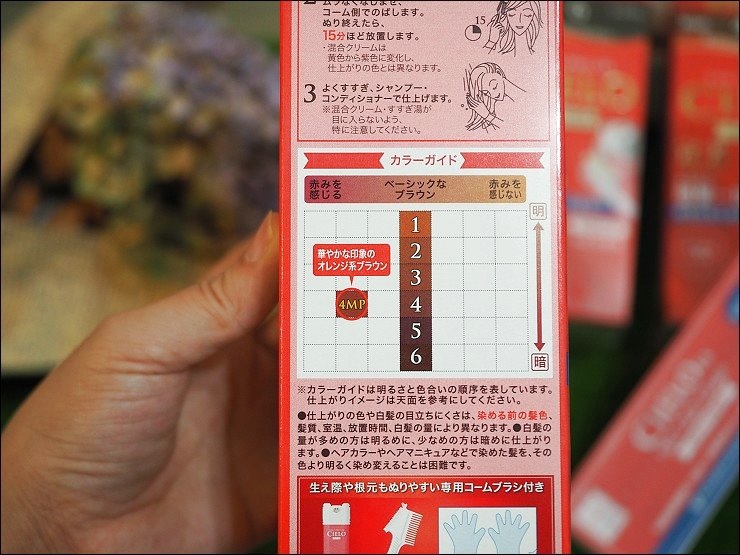 ムラなくなじませ、
コーム側でのばします。
ぬり終えたら、
15分ほど放置します。
・混合クリームは
黄色から紫色に変化し、
仕上がりの色とは異なります。
15
3 よくすすぎ、シャンプー・
コンディショナーで仕上げます。
※混合クリーム・すすぎ湯が
目に入らないよう、
特に注意してください。
カラーガイド
赤みを
感じる
ベーシックな
ブラウン
赤みを
感じない
明
1
2
3
4
5
6
華やかな印象の
オレンジ系ブラウン
4MP
暗
※カラーガイドは明るさと色合いの順序を表しています。
仕上がりイメージは天面を参考にしてください。
●仕上がりの色や白髪の目立ちにくさは、染める前の髪色、
髪質、室温、放置時間、白髪の量により異なります。●白髪
の量が多めの方は明るめに、少なめの方は暗めに仕上がり
ます。●ヘアカラーやヘアマニキュアなどで染めた髪を、その
色より明るく染め変えることは困難です。
生え際や根元もぬりやすい専用コームブラシ付き
CIELO
CIELO